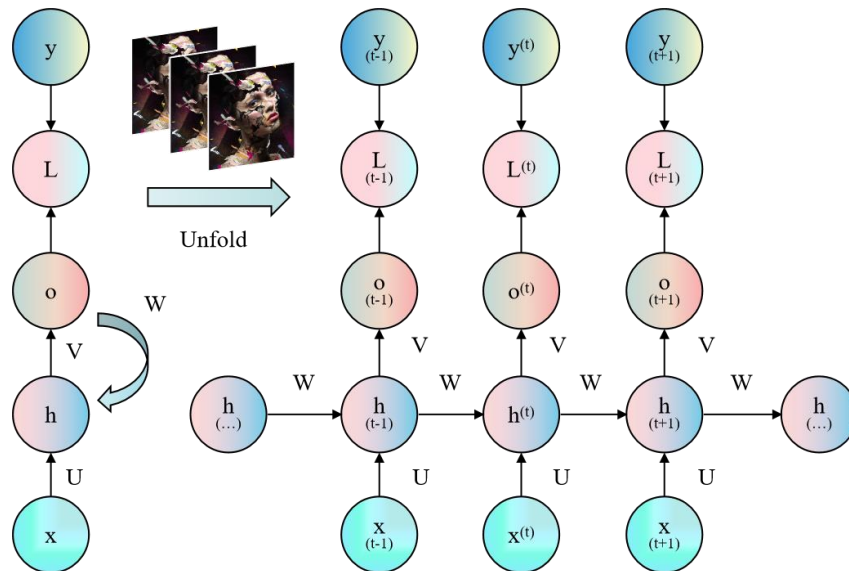 y
y
(t-1)
y(t)
y
(t+1)
L
L
(t-1)
L(t)
L
(t+1)
Unfold
o
W
o
(t-1)
o(t)
o
(t+1)
V
V
V
V
W
W
W
W
h
h
(...)
h
(t-1)
h(t)
h
(t+1)
h
(...)
U
U
U
U
x
x
(t-1)
x(t)
x
(t+1)